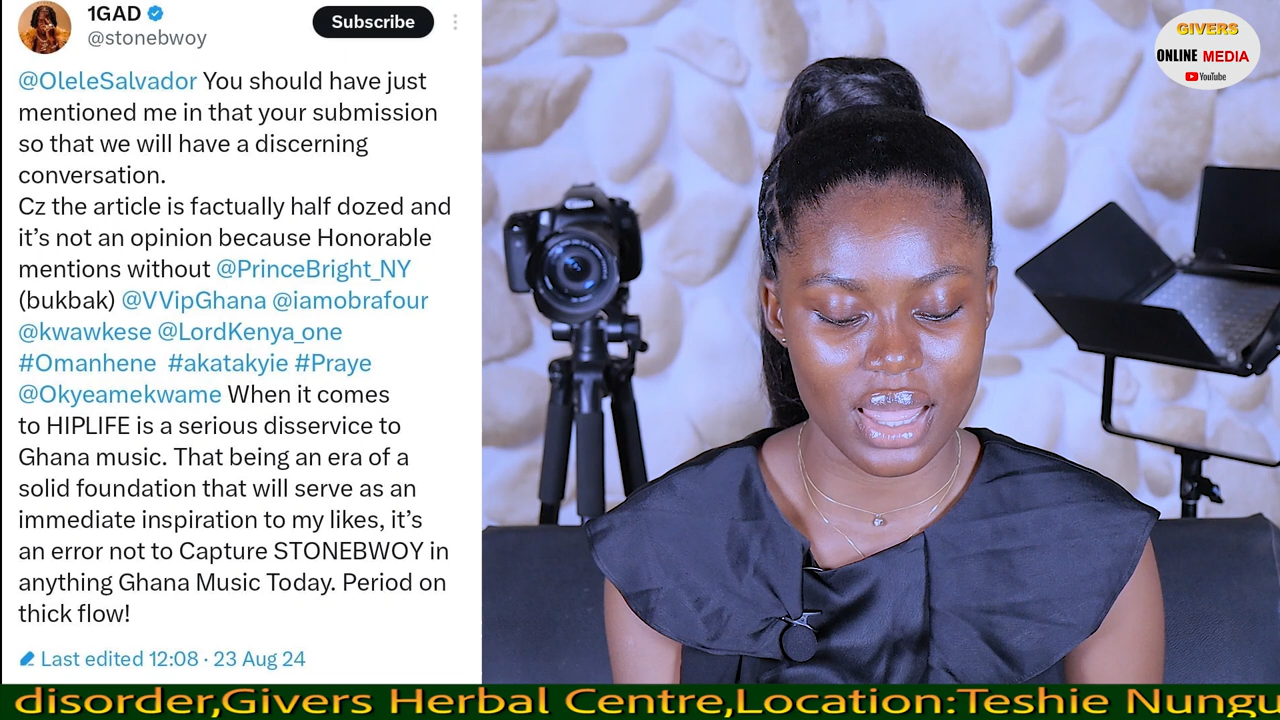 1GAD
Subscribe
@stonebwoy
@OleleSalvador You should have just
mentioned me in that your submission
so that we will have a discerning
conversation.
Cz the article is factually half dozed and
it’s not an opinion because Honorable
mentions without @PrinceBright_NY
(bukbak) @VVipGhana @iamobrafour
@kwawkese @LordKenya_one
#Omanhene #akatakyie #Praye
@Okyeamekwame When it comes
to HIPLIFE is a serious disservice to
Ghana music. That being an era of a
solid foundation that will serve as an
immediate inspiration to my likes, it’s
an error not to Capture STONEBWOY in
anything Ghana Music Today. Period on
thick flow!
Last edited 12:08 · 23 Aug 24
GIVERS
ONLINE MEDIA
YouTube
disorder,Givers Herbal Centre,Location:Teshie Nungu